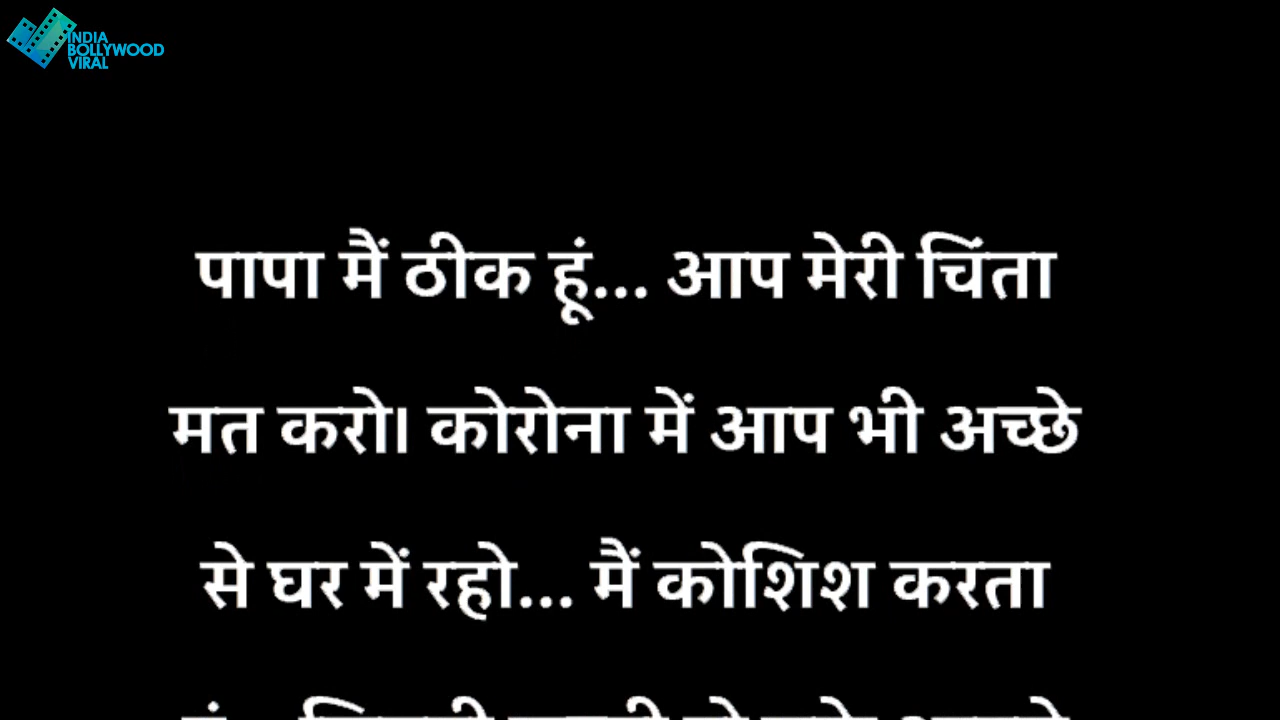 INDIA
BOLLYWOOD
VIRAL
पापा मैं ठीक हूं... आप मेरी चिंता
मत करो। कोरोना में आप भी अच्छे
से घर में रहो... मैं कोशिश करता